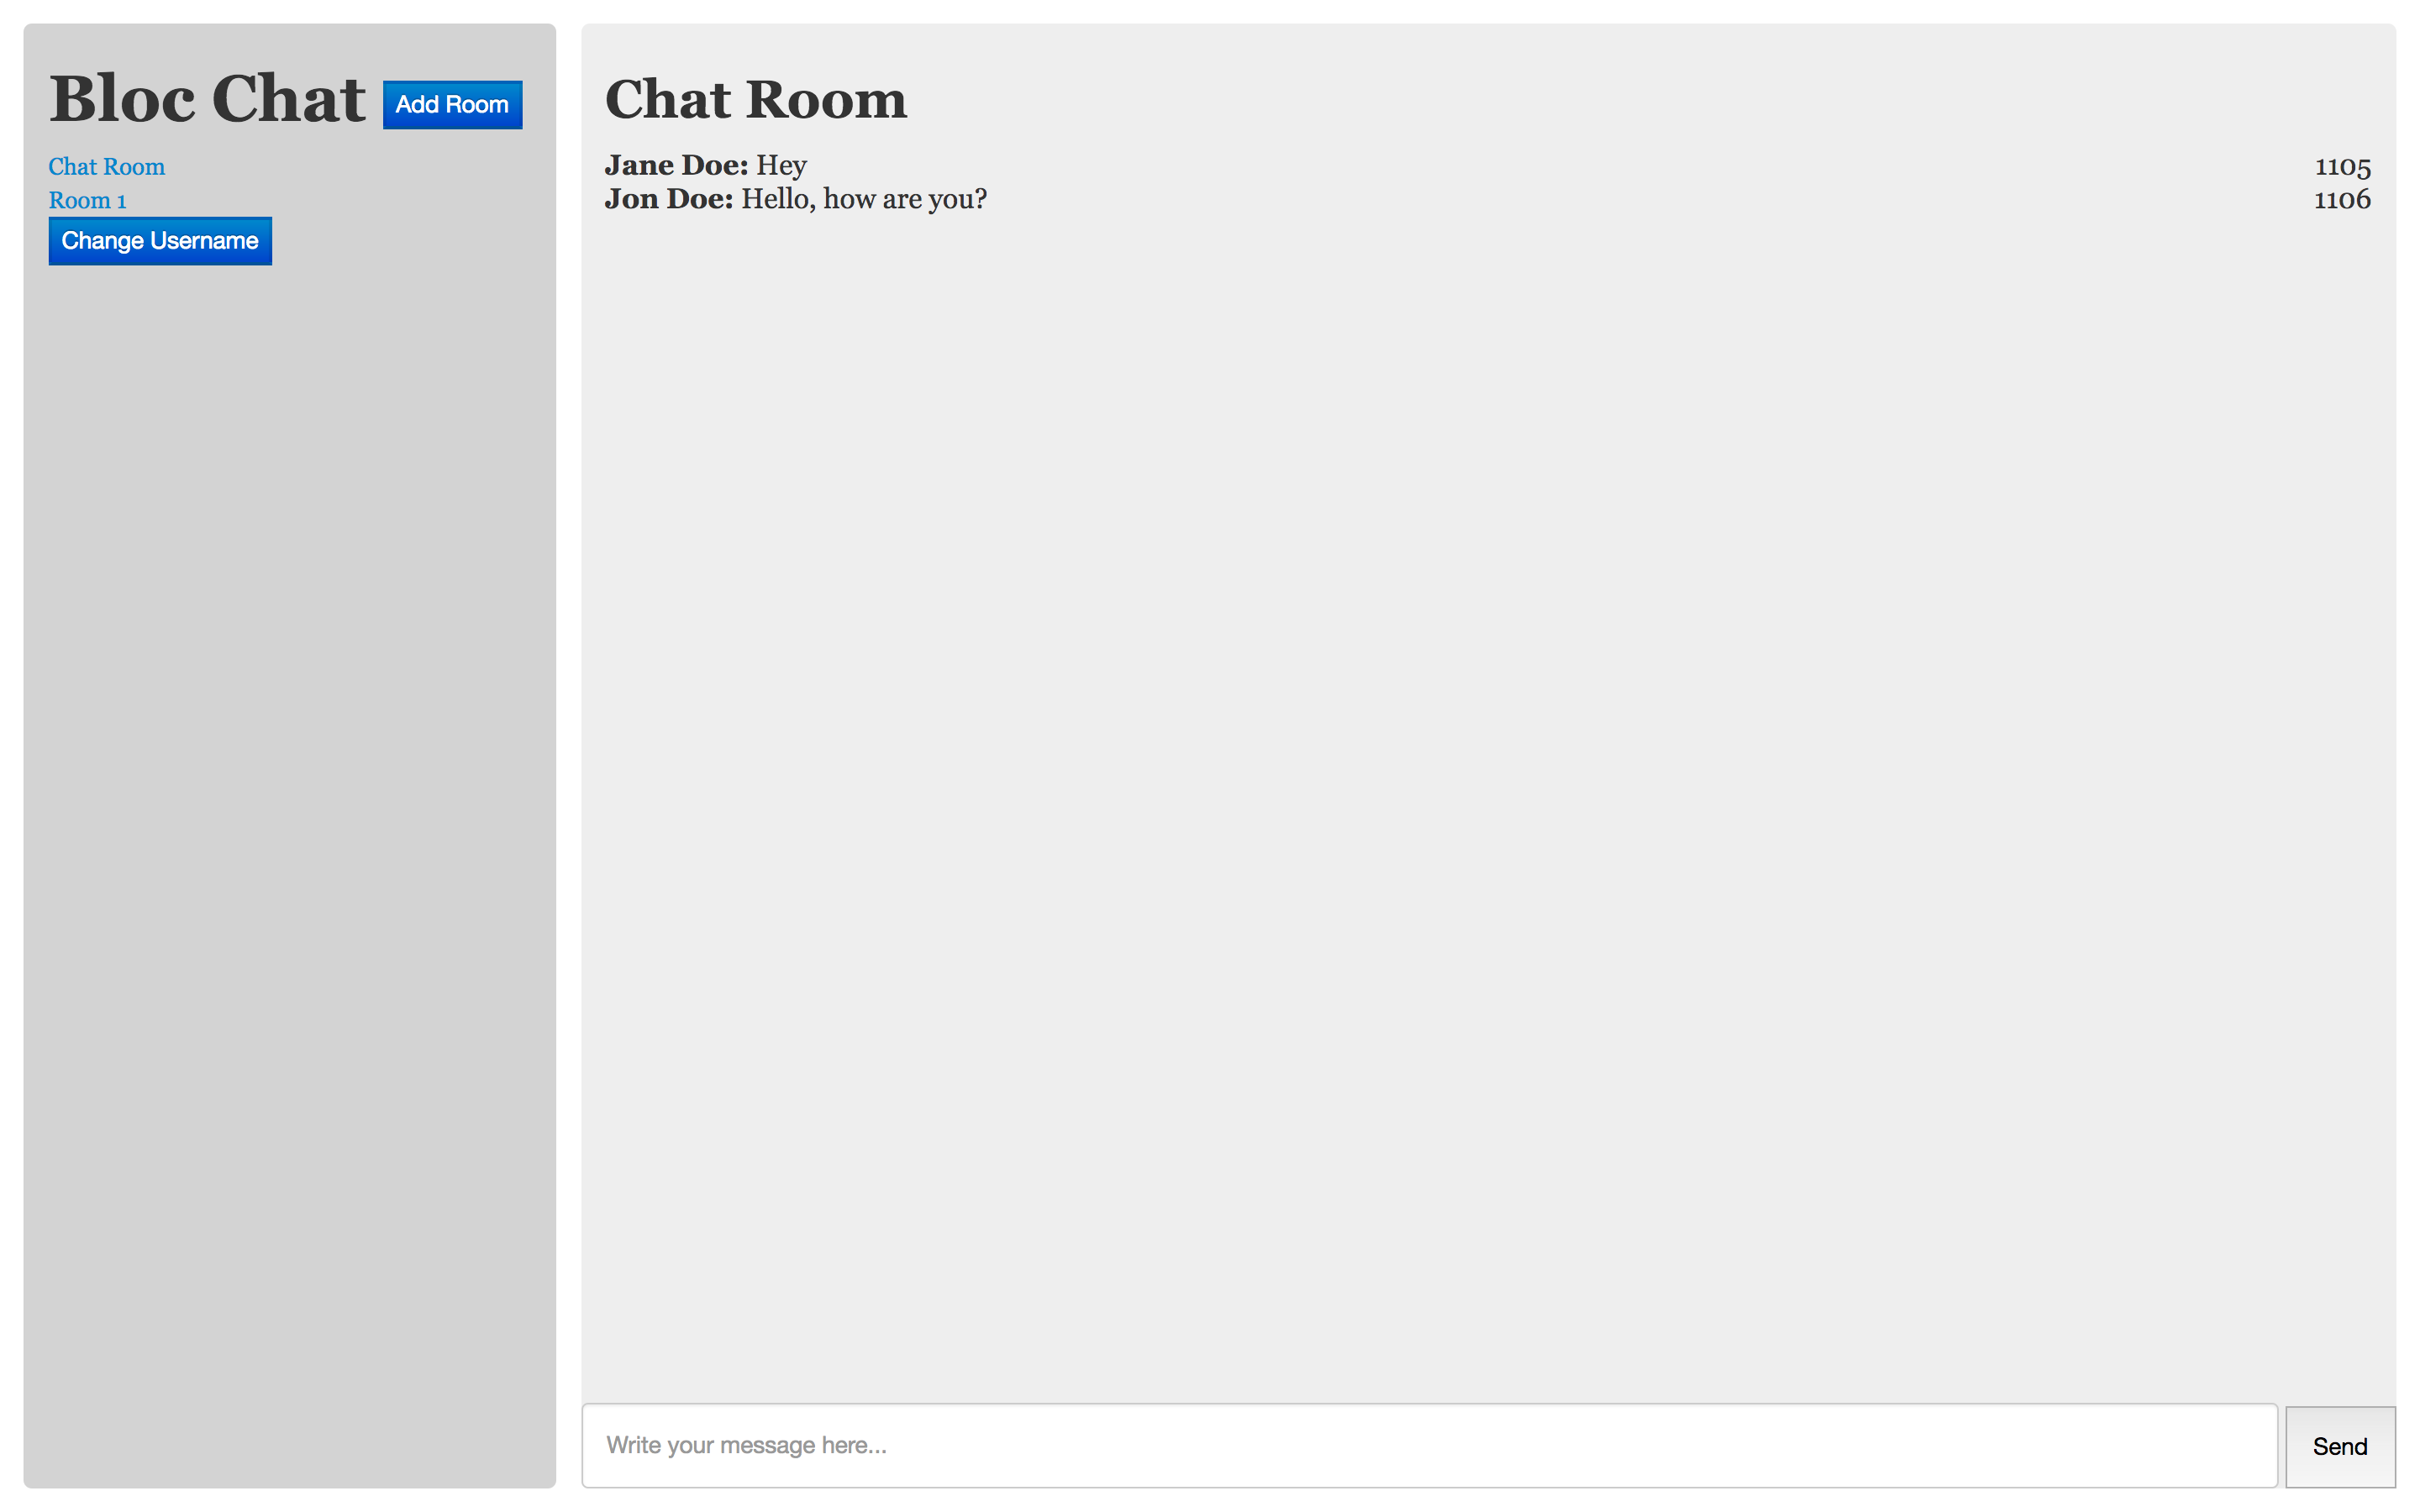 Bloc Chat Add Room
Chat Room
Room 1
Change Username
Chat Room
Jane Doe: Hey 1105
Jon Doe: Hello, how are you? 1106
Write your message here... Send